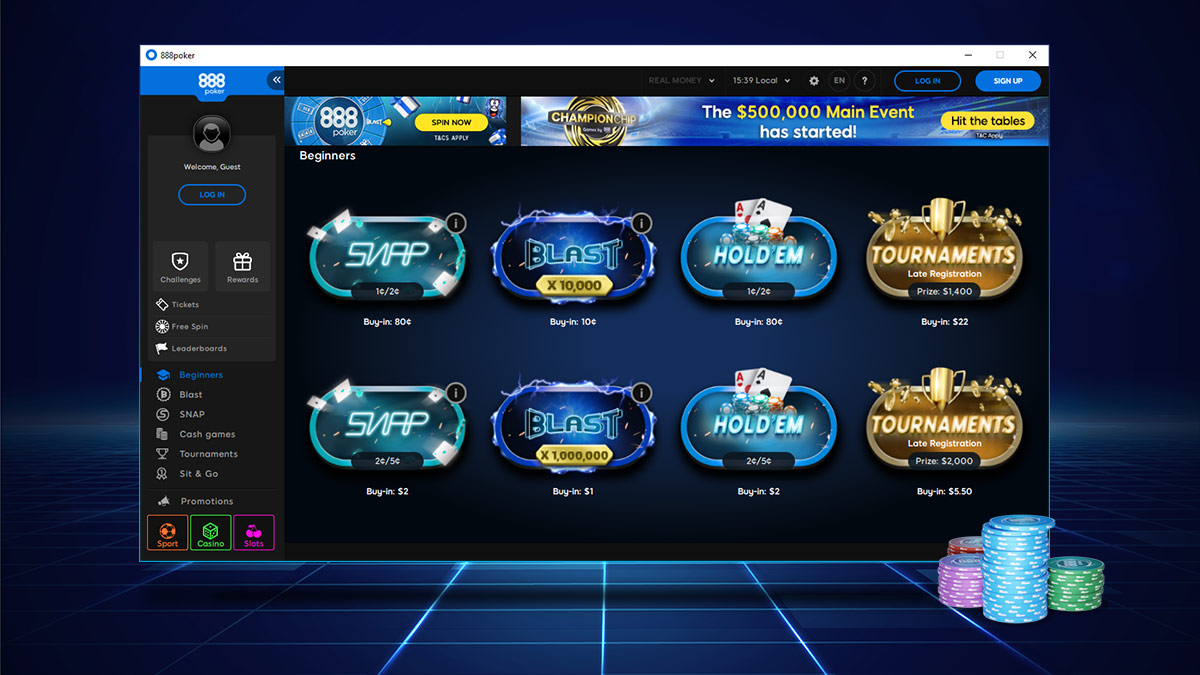 888poker
888
poker
REAL MONEY
15:39 Local
EN
?
LOG IN
SIGN UP
888
poker
BLAST
SPIN NOW
T&CS APPLY
CHAMPIONCHIP
Games by 888
The $500,000 Main Event
has started!
Hit the tables
T&C Apply
Welcome, Guest
LOG IN
Challenges
Rewards
Tickets
Free Spin
Leaderboards
Beginners
Blast
SNAP
Cash games
Tournaments
Sit & Go
Promotions
Sport
Casino
Slots
Beginners
SNAP
1¢/2¢
Buy-in: 80¢
BLAST
X 10,000
Buy-in: 10¢
A A
HOLD'EM
1¢/2¢
Buy-in: 80¢
TOURNAMENTS
Late Registration
Prize: $1,400
Buy-in: $22
SNAP
2¢/5¢
Buy-in: $2
BLAST
X 1,000,000
Buy-in: $1
A A
HOLD'EM
2¢/5¢
Buy-in: $2
TOURNAMENTS
Late Registration
Prize: $2,000
Buy-in: $5.50